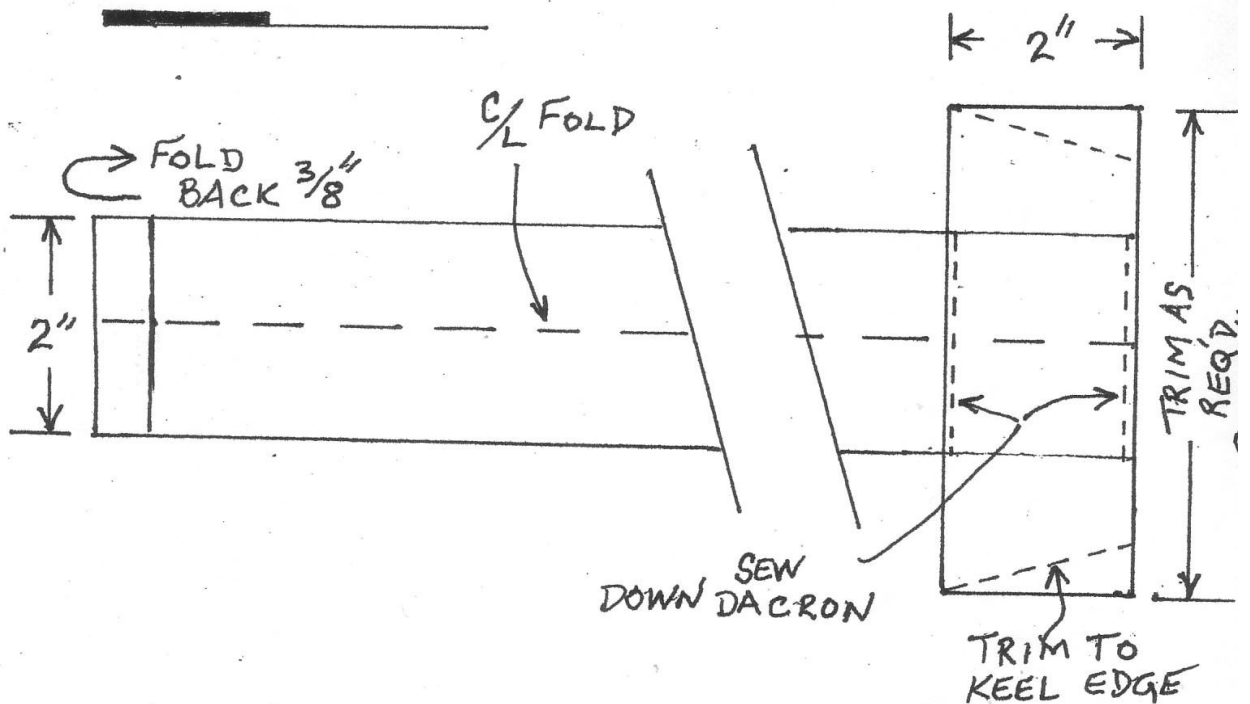 2"
C/L FOLD
FOLD
BACK 3/8"
2"
TRIM AS
REQ'D.
SEW
DOWN DACRON
TRIM TO
KEEL EDGE